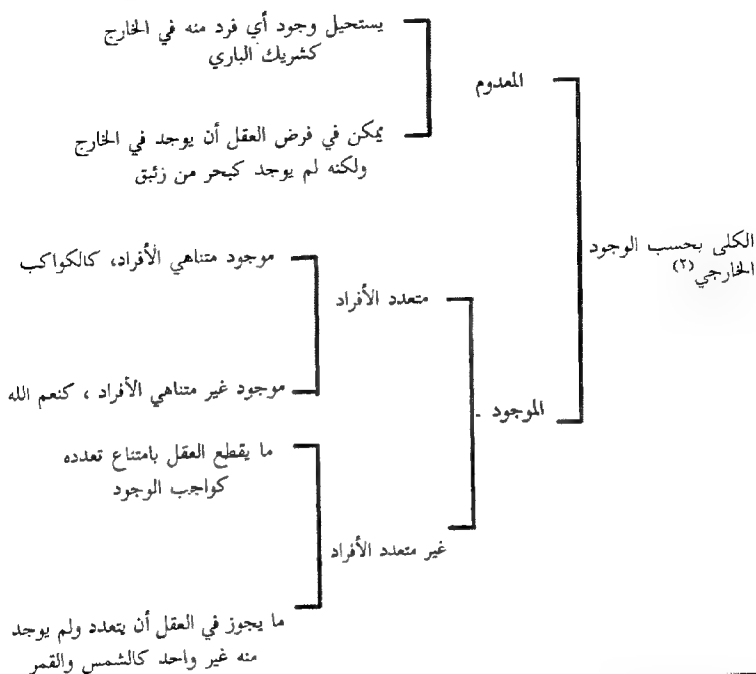 الكلى بحسب الوجود
الخارجي(٢)
المعدوم
يستحيل وجود أي فرد منه في الخارج
كشريك الباري
يمكن في فرض العقل أن يوجد في الخارج
ولكنه لم يوجد كبحر من زئبق
الموجود -
متعدد الأفراد
موجود متناهي الأفراد، كالكواكب
موجود غير متناهي الأفراد ، كنعم الله
غير متعدد الأفراد
ما يقطع العقل بامتناع تعدده
كواجب الوجود
ما يجوز في العقل أن يتعدد ولم يوجد
منه غير واحد كالشمس والقمر